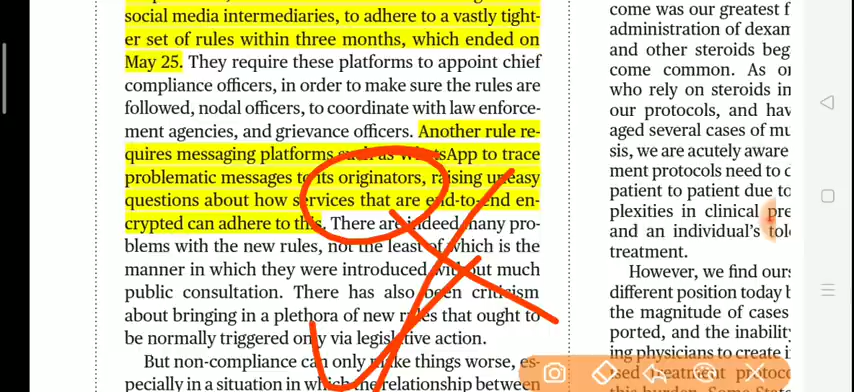 social media intermediaries, to adhere to a vastly tight-
er set of rules within three months, which ended on
May 25. They require these platforms to appoint chief
compliance officers, in order to make sure the rules are
followed, nodal officers, to coordinate with law enforce-
ment agencies, and grievance officers. Another rule re-
quires messaging platforms such as WhatsApp to trace
problematic messages to its originators, raising uneasy
questions about how services that are end-to-end en-
crypted can adhere to this. There are indeed many pro-
blems with the new rules, not the least of which is the
manner in which they were introduced without much
public consultation. There has also been criticism
about bringing in a plethora of new rules that ought to
be normally triggered only via legislative action.
But non-compliance can only make things worse, es-
pecially in a situation in which the relationship between
come was our greatest f
administration of dexam
and other steroids beg
come common. As or
who rely on steroids in
our protocols, and hav
aged several cases of mu
sis, we are acutely aware
ment protocols need to d
patient to patient due to
plexities in clinical pre
and an individual's tole
treatment.
However, we find ours
different position today b
the magnitude of cases
ported, and the inability
ing physicians to create i
sed treatment protoco
this burden. Some Stat